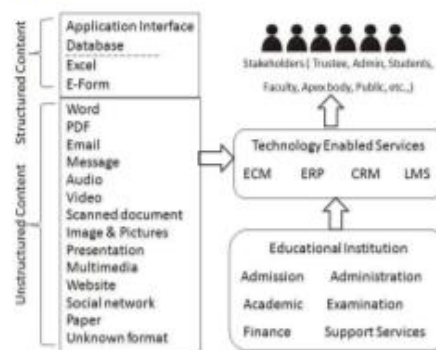 Structured Content
Application Interface
Database
Excel
E-Form
Unstructured Content
Word
PDF
Email
Message
Audio
Video
Scanned document
Image & Pictures
Presentation
Multimedia
Website
Social network
Paper
Unknown format
Stakeholders ( Trustee, Admin, Students,
Faculty, Apex body, Public, etc.,)
Technology Enabled Services
ECM ERP CRM LMS
Educational Institution
Admission Administration
Academic Examination
Finance Support Services